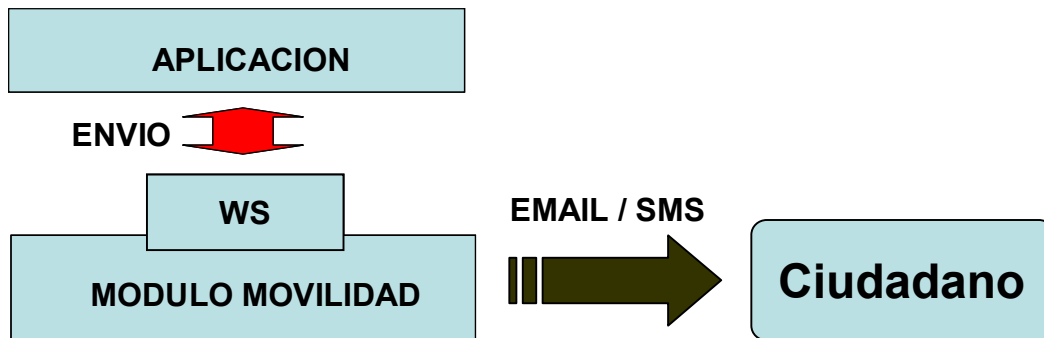 APLICACION
ENVIO
WS
EMAIL / SMS
MODULO MOVILIDAD
Ciudadano